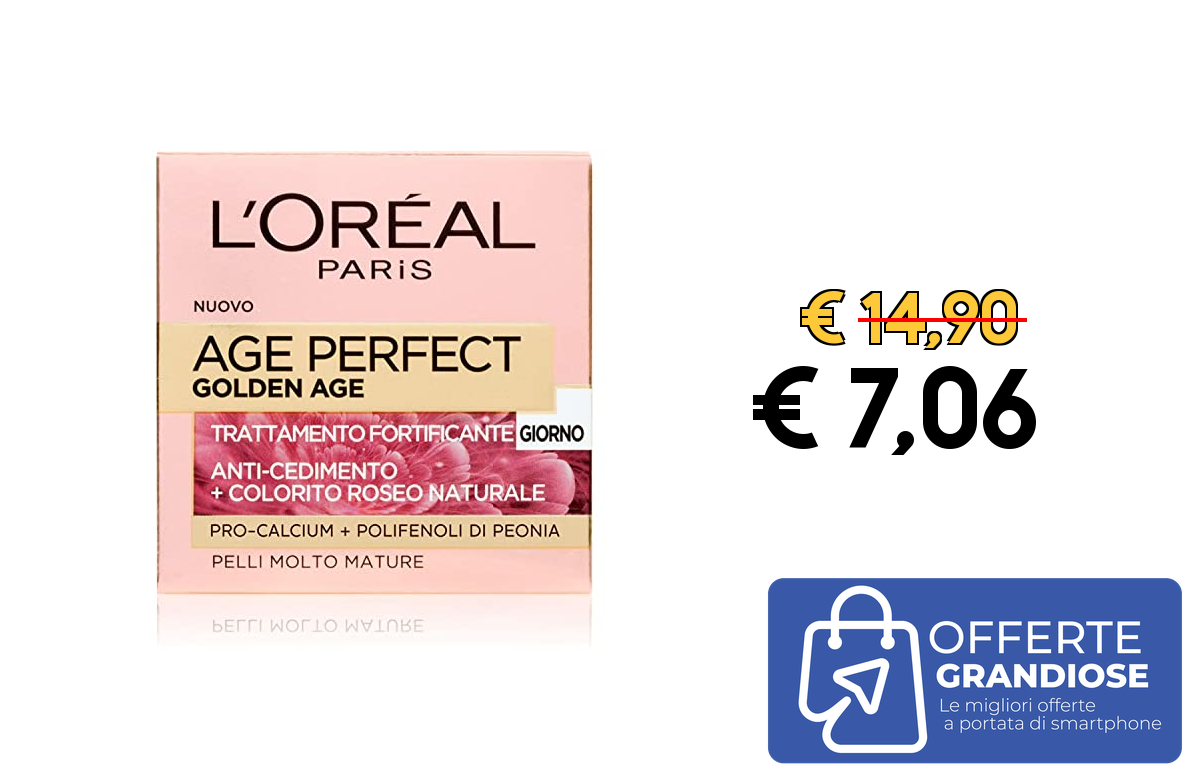 L'ORÉAL
PARiS
NUOVO
AGE PERFECT
GOLDEN AGE
TRATTAMENTO FORTIFICANTE GIORNO
ANTI-CEDIMENTO
+ COLORITO ROSEO NATURALE
PRO-CALCIUM + POLIFENOLI DI PEONIA
PELLI MOLTO MATURE
€ 14,90
€ 7,06
OFFERTE
GRANDIOSE
Le migliori offerte
a portata di smartphone